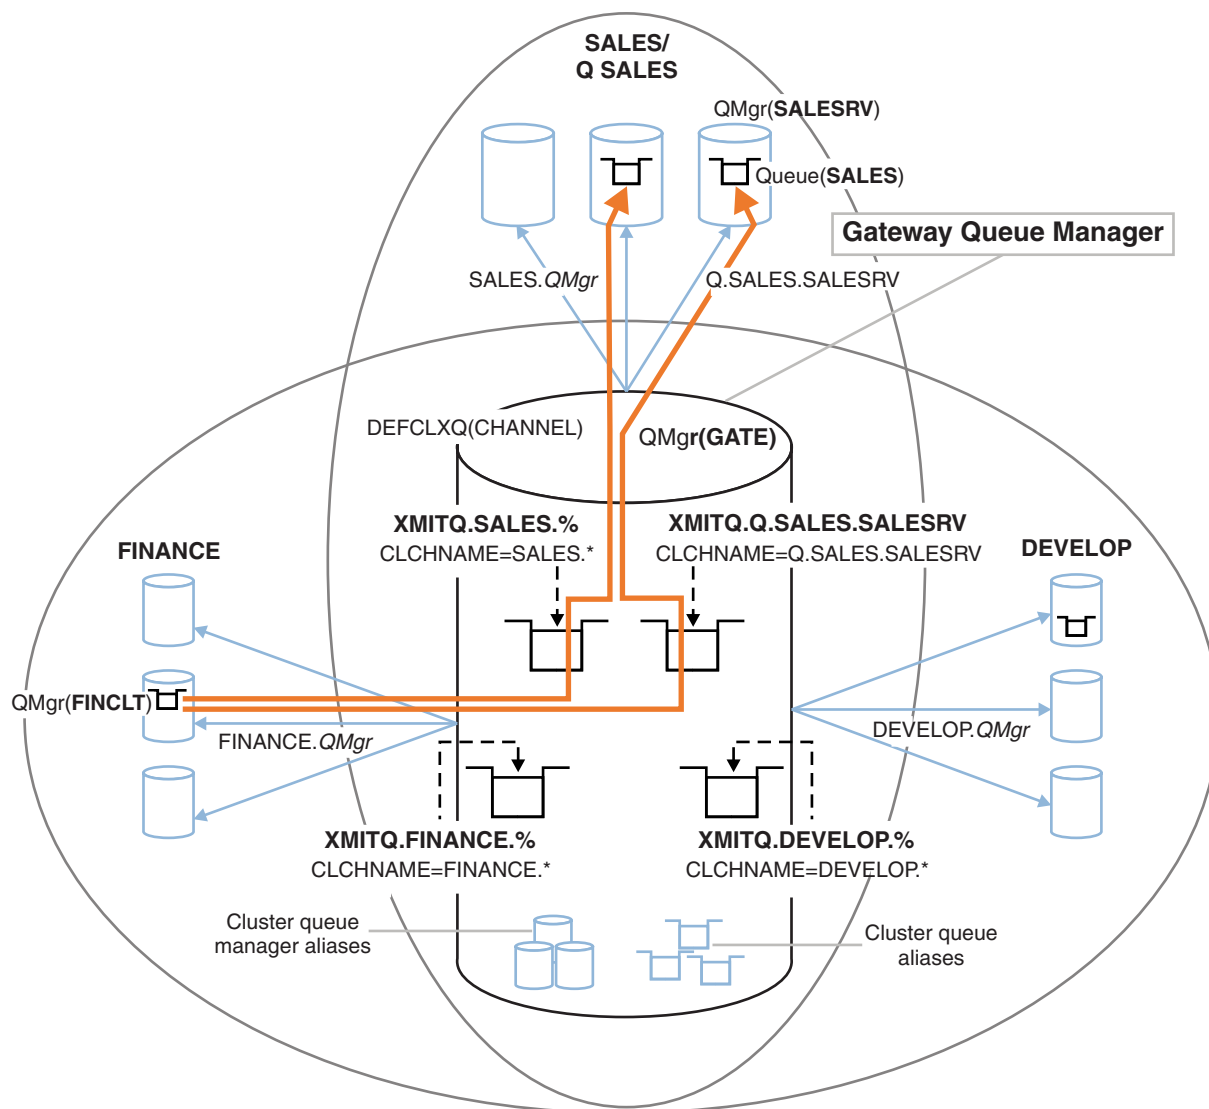 SALES/
Q SALES
QMgr(SALESRV)
Queue(SALES)
Gateway Queue Manager
SALES.QMgr
Q.SALES.SALESRV
DEFCLXQ(CHANNEL)
QMgr(GATE)
XMITQ.SALES.%
CLCHNAME=SALES.*
XMITQ.Q.SALES.SALESRV
CLCHNAME=Q.SALES.SALESRV
FINANCE
DEVELOP
QMgr(FINCLT)
FINANCE.QMgr
DEVELOP.QMgr
XMITQ.FINANCE.%
CLCHNAME=FINANCE.*
XMITQ.DEVELOP.%
CLCHNAME=DEVELOP.*
Cluster queue
manager aliases
Cluster queue
aliases